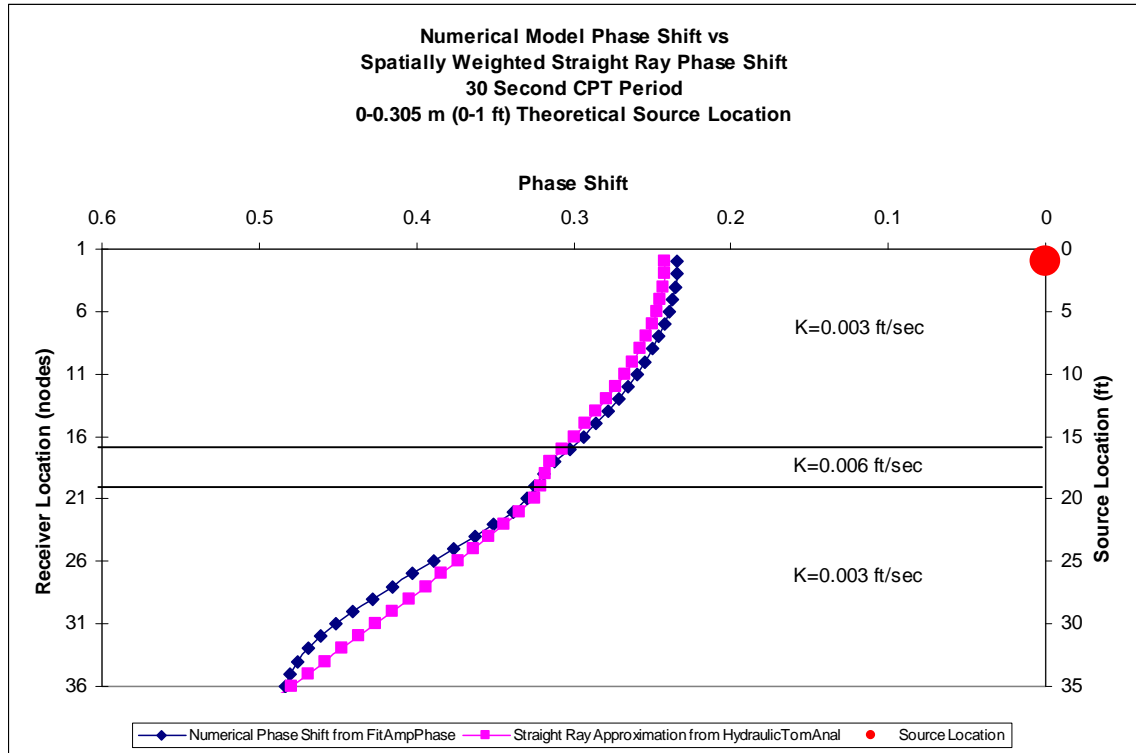 Numerical Model Phase Shift vs
Spatially Weighted Straight Ray Phase Shift
30 Second CPT Period
0-0.305 m (0-1 ft) Theoretical Source Location
Phase Shift
0.6 0.5 0.4 0.3 0.2 0.1 0
Receiver Location (nodes)
1
6
11
16
21
26
31
36
K=0.003 ft/sec
K=0.006 ft/sec
K=0.003 ft/sec
0
5
10
15
20
25
30
35
Source Location (ft)
Numerical Phase Shift from FitAmpPhase Straight Ray Approximation from HydraulicTomAnal Source Location